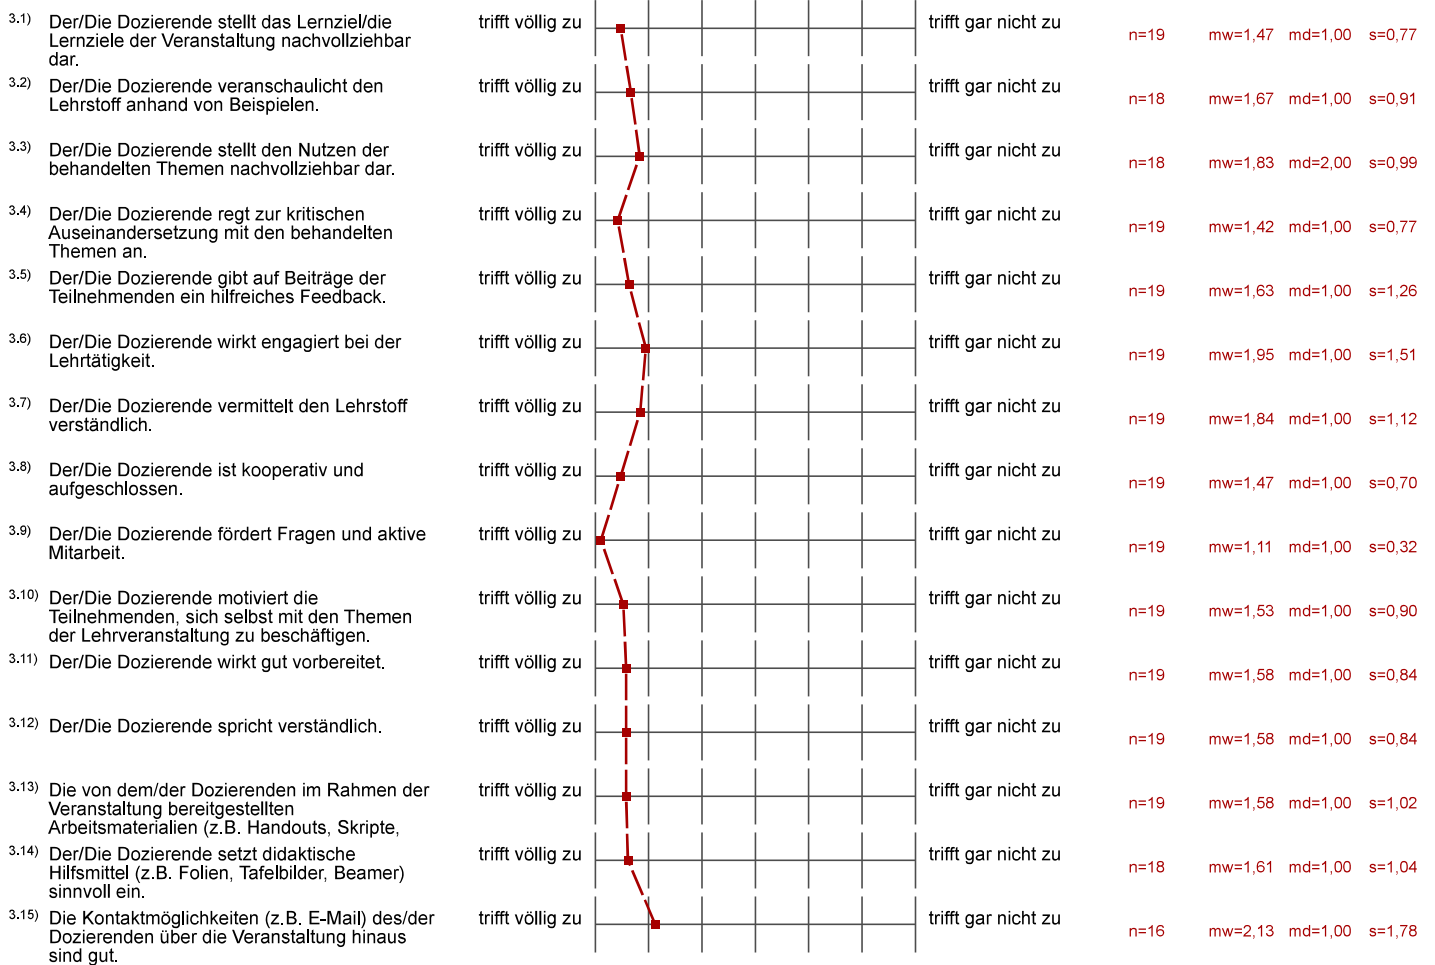 3.1) Der/Die Dozierende stellt das Lernziel/die trifft völlig zu trifft gar nicht zu n=19 mw=1,47 md=1,00 s=0,77
Lernziele der Veranstaltung nachvollziehbar
dar.
3.2) Der/Die Dozierende veranschaulicht den trifft völlig zu trifft gar nicht zu n=18 mw=1,67 md=1,00 s=0,91
Lehrstoff anhand von Beispielen.
3.3) Der/Die Dozierende stellt den Nutzen der trifft völlig zu trifft gar nicht zu n=18 mw=1,83 md=2,00 s=0,99
behandelten Themen nachvollziehbar dar.
3.4) Der/Die Dozierende regt zur kritischen trifft völlig zu trifft gar nicht zu n=19 mw=1,42 md=1,00 s=0,77
Auseinandersetzung mit den behandelten
Themen an.
3.5) Der/Die Dozierende gibt auf Beiträge der trifft völlig zu trifft gar nicht zu n=19 mw=1,63 md=1,00 s=1,26
Teilnehmenden ein hilfreiches Feedback.
3.6) Der/Die Dozierende wirkt engagiert bei der trifft völlig zu trifft gar nicht zu n=19 mw=1,95 md=1,00 s=1,51
Lehrtätigkeit.
3.7) Der/Die Dozierende vermittelt den Lehrstoff trifft völlig zu trifft gar nicht zu n=19 mw=1,84 md=1,00 s=1,12
verständlich.
3.8) Der/Die Dozierende ist kooperativ und trifft völlig zu trifft gar nicht zu n=19 mw=1,47 md=1,00 s=0,70
aufgeschlossen.
3.9) Der/Die Dozierende fördert Fragen und aktive trifft völlig zu trifft gar nicht zu n=19 mw=1,11 md=1,00 s=0,32
Mitarbeit.
3.10) Der/Die Dozierende motiviert die trifft völlig zu trifft gar nicht zu n=19 mw=1,53 md=1,00 s=0,90
Teilnehmenden, sich selbst mit den Themen
der Lehrveranstaltung zu beschäftigen.
3.11) Der/Die Dozierende wirkt gut vorbereitet. trifft völlig zu trifft gar nicht zu n=19 mw=1,58 md=1,00 s=0,84
3.12) Der/Die Dozierende spricht verständlich. trifft völlig zu trifft gar nicht zu n=19 mw=1,58 md=1,00 s=0,84
3.13) Die von dem/der Dozierenden im Rahmen der trifft völlig zu trifft gar nicht zu n=19 mw=1,58 md=1,00 s=1,02
Veranstaltung bereitgestellten
Arbeitsmaterialien (z.B. Handouts, Skripte,
3.14) Der/Die Dozierende setzt didaktische trifft völlig zu trifft gar nicht zu n=18 mw=1,61 md=1,00 s=1,04
Hilfsmittel (z.B. Folien, Tafelbilder, Beamer)
sinnvoll ein.
3.15) Die Kontaktmöglichkeiten (z.B. E-Mail) des/der trifft völlig zu trifft gar nicht zu n=16 mw=2,13 md=1,00 s=1,78
Dozierenden über die Veranstaltung hinaus
sind gut.